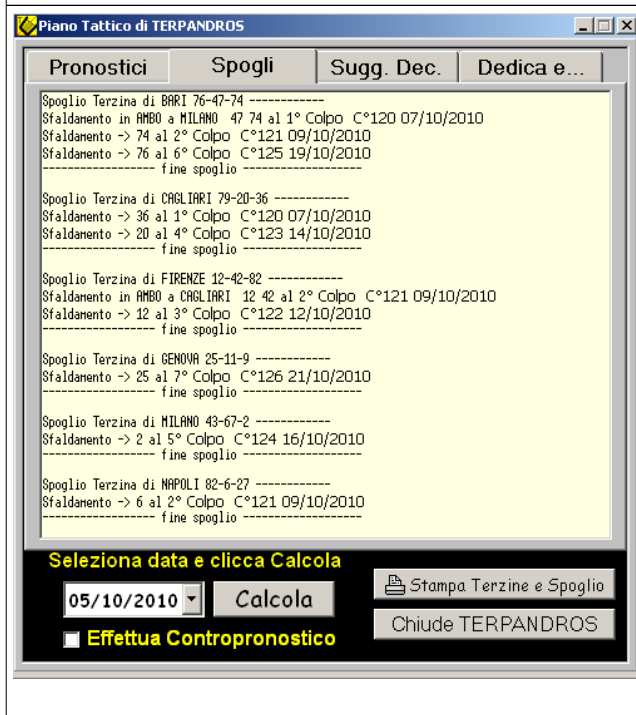 Piano Tattico di TERPANDROS
Pronostici Spogli Sugg. Dec. Dedica e...
Spoglio Terzina di BARI 76-47-74 ------------
Sfaldamento in AMBO a MILANO 47 74 al 1° Colpo C°120 07/10/2010
Sfaldamento -> 74 al 2° Colpo C°121 09/10/2010
Sfaldamento -> 76 al 6° Colpo C°125 19/10/2010
------------------ fine spoglio -------------------
Spoglio Terzina di CAGLIARI 79-20-36 ------------
Sfaldamento -> 36 al 1° Colpo C°120 07/10/2010
Sfaldamento -> 20 al 4° Colpo C°123 14/10/2010
------------------ fine spoglio -------------------
Spoglio Terzina di FIRENZE 12-42-82 ------------
Sfaldamento in AMBO a CAGLIARI 12 42 al 2° Colpo C°121 09/10/2010
Sfaldamento -> 12 al 3° Colpo C°122 12/10/2010
------------------ fine spoglio -------------------
Spoglio Terzina di GENOVA 25-11-9 ------------
Sfaldamento -> 25 al 7° Colpo C°126 21/10/2010
------------------ fine spoglio -------------------
Spoglio Terzina di MILANO 43-67-2 ------------
Sfaldamento -> 2 al 5° Colpo C°124 16/10/2010
------------------ fine spoglio -------------------
Spoglio Terzina di NAPOLI 82-6-27 ------------
Sfaldamento -> 6 al 2° Colpo C°121 09/10/2010
------------------ fine spoglio -------------------
Seleziona data e clicca Calcola
05/10/2010 Calcola
Stampa Terzine e Spoglio
Effettua Contropronostico
Chiude TERPANDROS